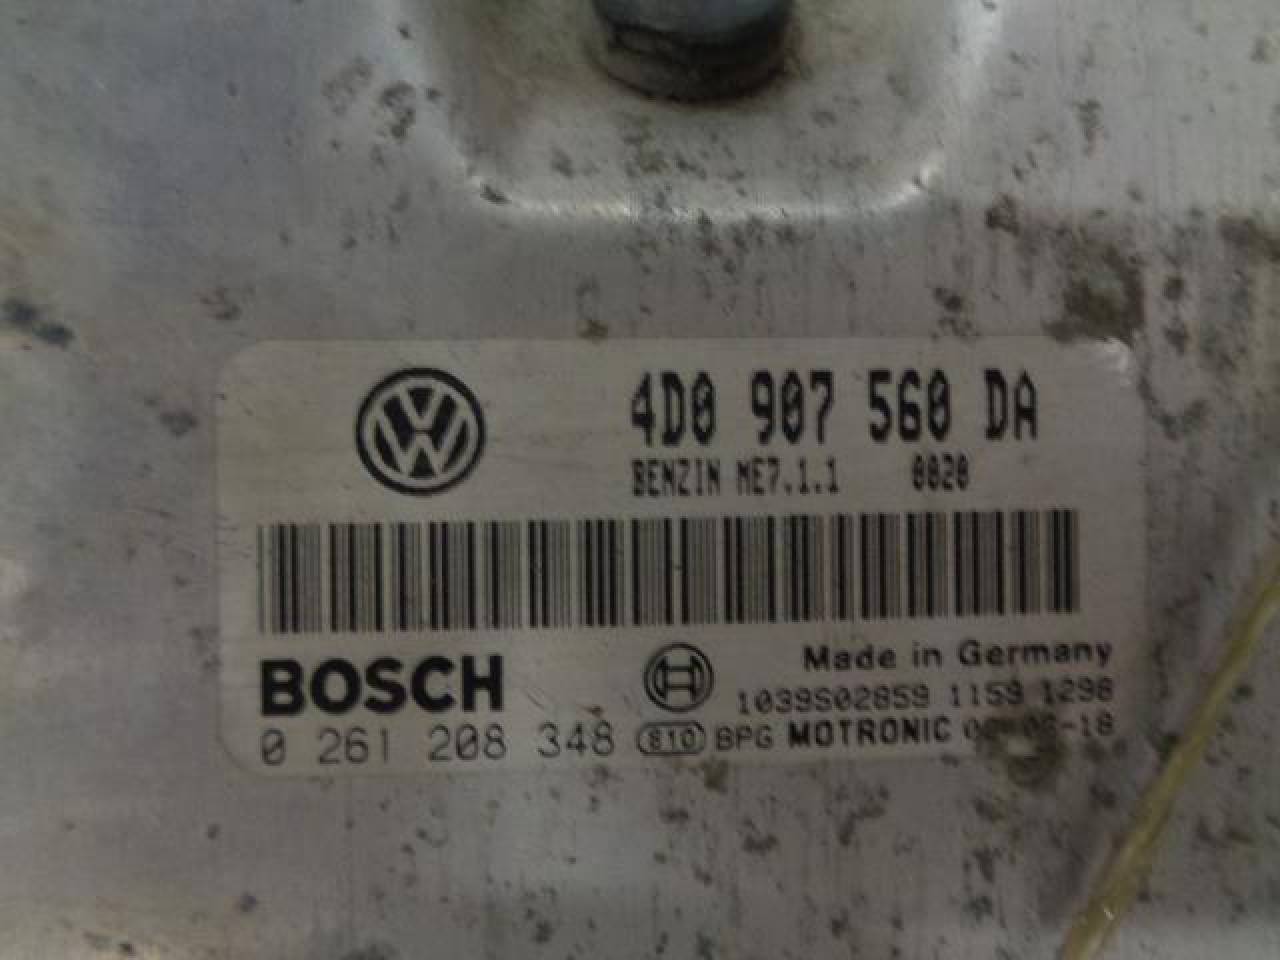 4D0 907 560 DA
BENZIN ME7.1.1 0020
BOSCH
Made in Germany
1039S02859 1159 1298
0 261 208 348 810 BPG MOTRONIC